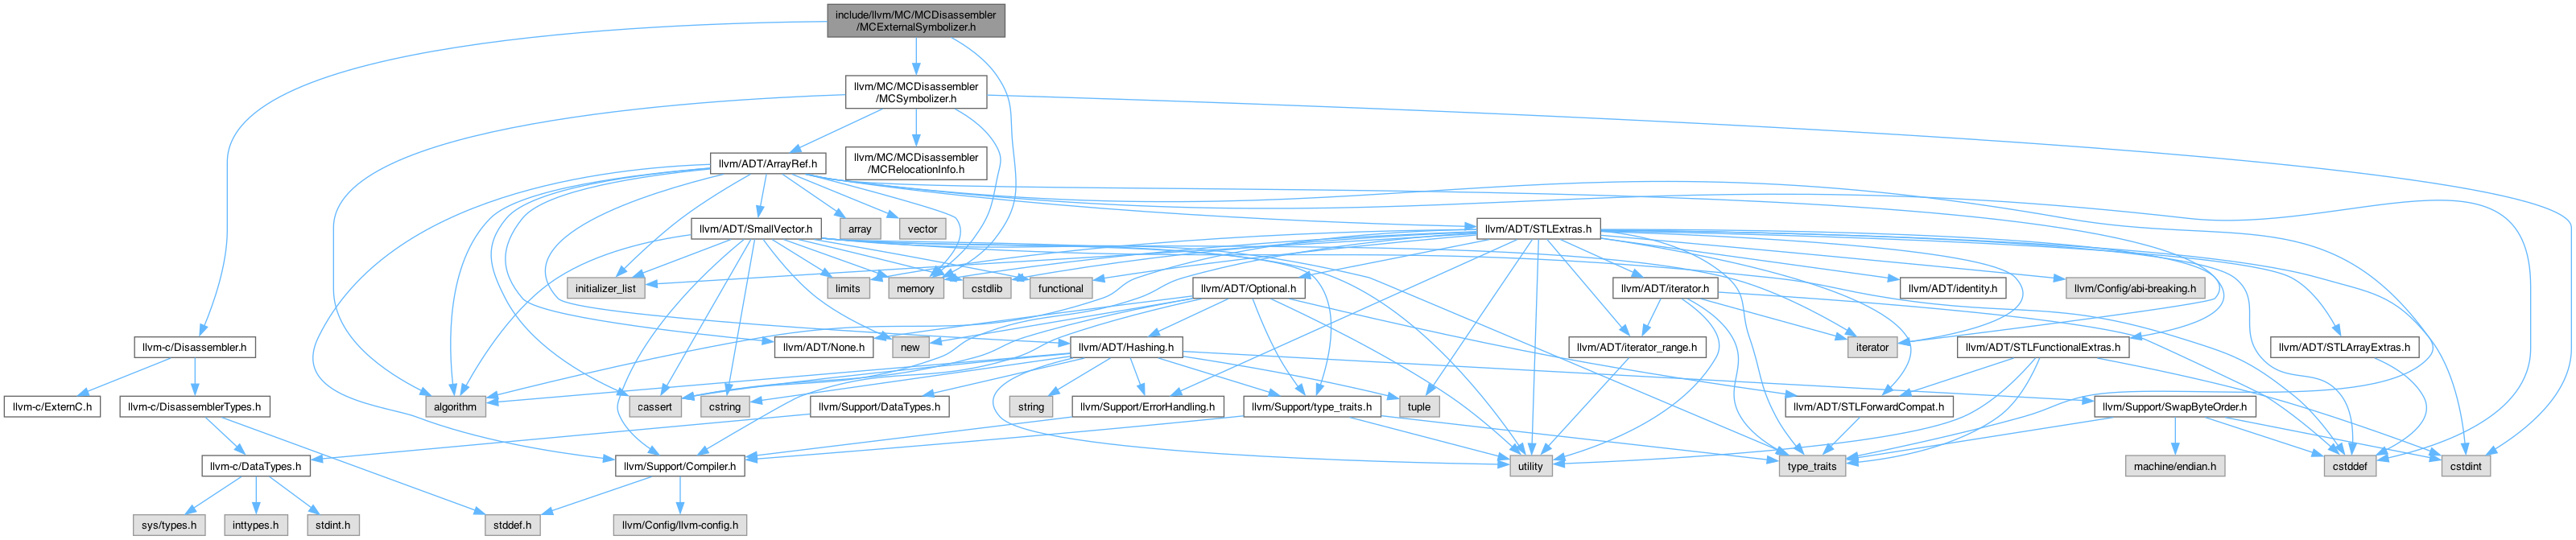 include/llvm/MC/MCDisassembler
/MCExternalSymbolizer.h
llvm/MC/MCDisassembler
/MCSymbolizer.h
llvm/ADT/ArrayRef.h
llvm/MC/MCDisassembler
/MCRelocationInfo.h
llvm/ADT/SmallVector.h
array
vector
llvm/ADT/STLExtras.h
initializer_list
limits
memory
cstdlib
functional
llvm/ADT/Optional.h
llvm/ADT/iterator.h
llvm/ADT/identity.h
llvm/Config/abi-breaking.h
llvm-c/Disassembler.h
llvm/ADT/None.h
new
llvm/ADT/Hashing.h
llvm/ADT/iterator_range.h
iterator
llvm/ADT/STLFunctionalExtras.h
llvm/ADT/STLArrayExtras.h
llvm-c/ExternC.h
llvm-c/DisassemblerTypes.h
algorithm
cassert
cstring
llvm/Support/DataTypes.h
string
llvm/Support/ErrorHandling.h
llvm/Support/type_traits.h
tuple
llvm/ADT/STLForwardCompat.h
llvm/Support/SwapByteOrder.h
llvm-c/DataTypes.h
llvm/Support/Compiler.h
utility
type_traits
machine/endian.h
cstddef
cstdint
sys/types.h
inttypes.h
stdint.h
stddef.h
llvm/Config/llvm-config.h